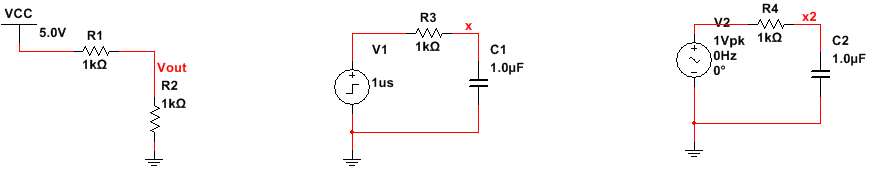 VCC
5.0V
R1
1kΩ
Vout
R2
1kΩ
V1
1us
R3
1kΩ
x
C1
1.0µF
V2
1Vpk
0Hz
0°
R4
1kΩ
x2
C2
1.0µF